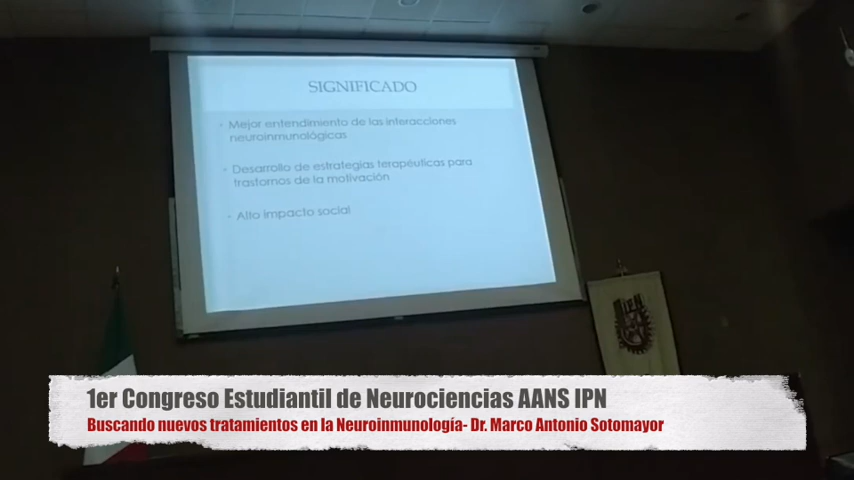 SIGNIFICADO
• Mejor entendimiento de las interacciones
neuroinmunológicas
• Desarrollo de estrategias terapéuticas para
trastornos de la motivación
• Alto impacto social
IPN
1er Congreso Estudiantil de Neurociencias AANS IPN
Buscando nuevos tratamientos en la Neuroinmunología- Dr. Marco Antonio Sotomayor